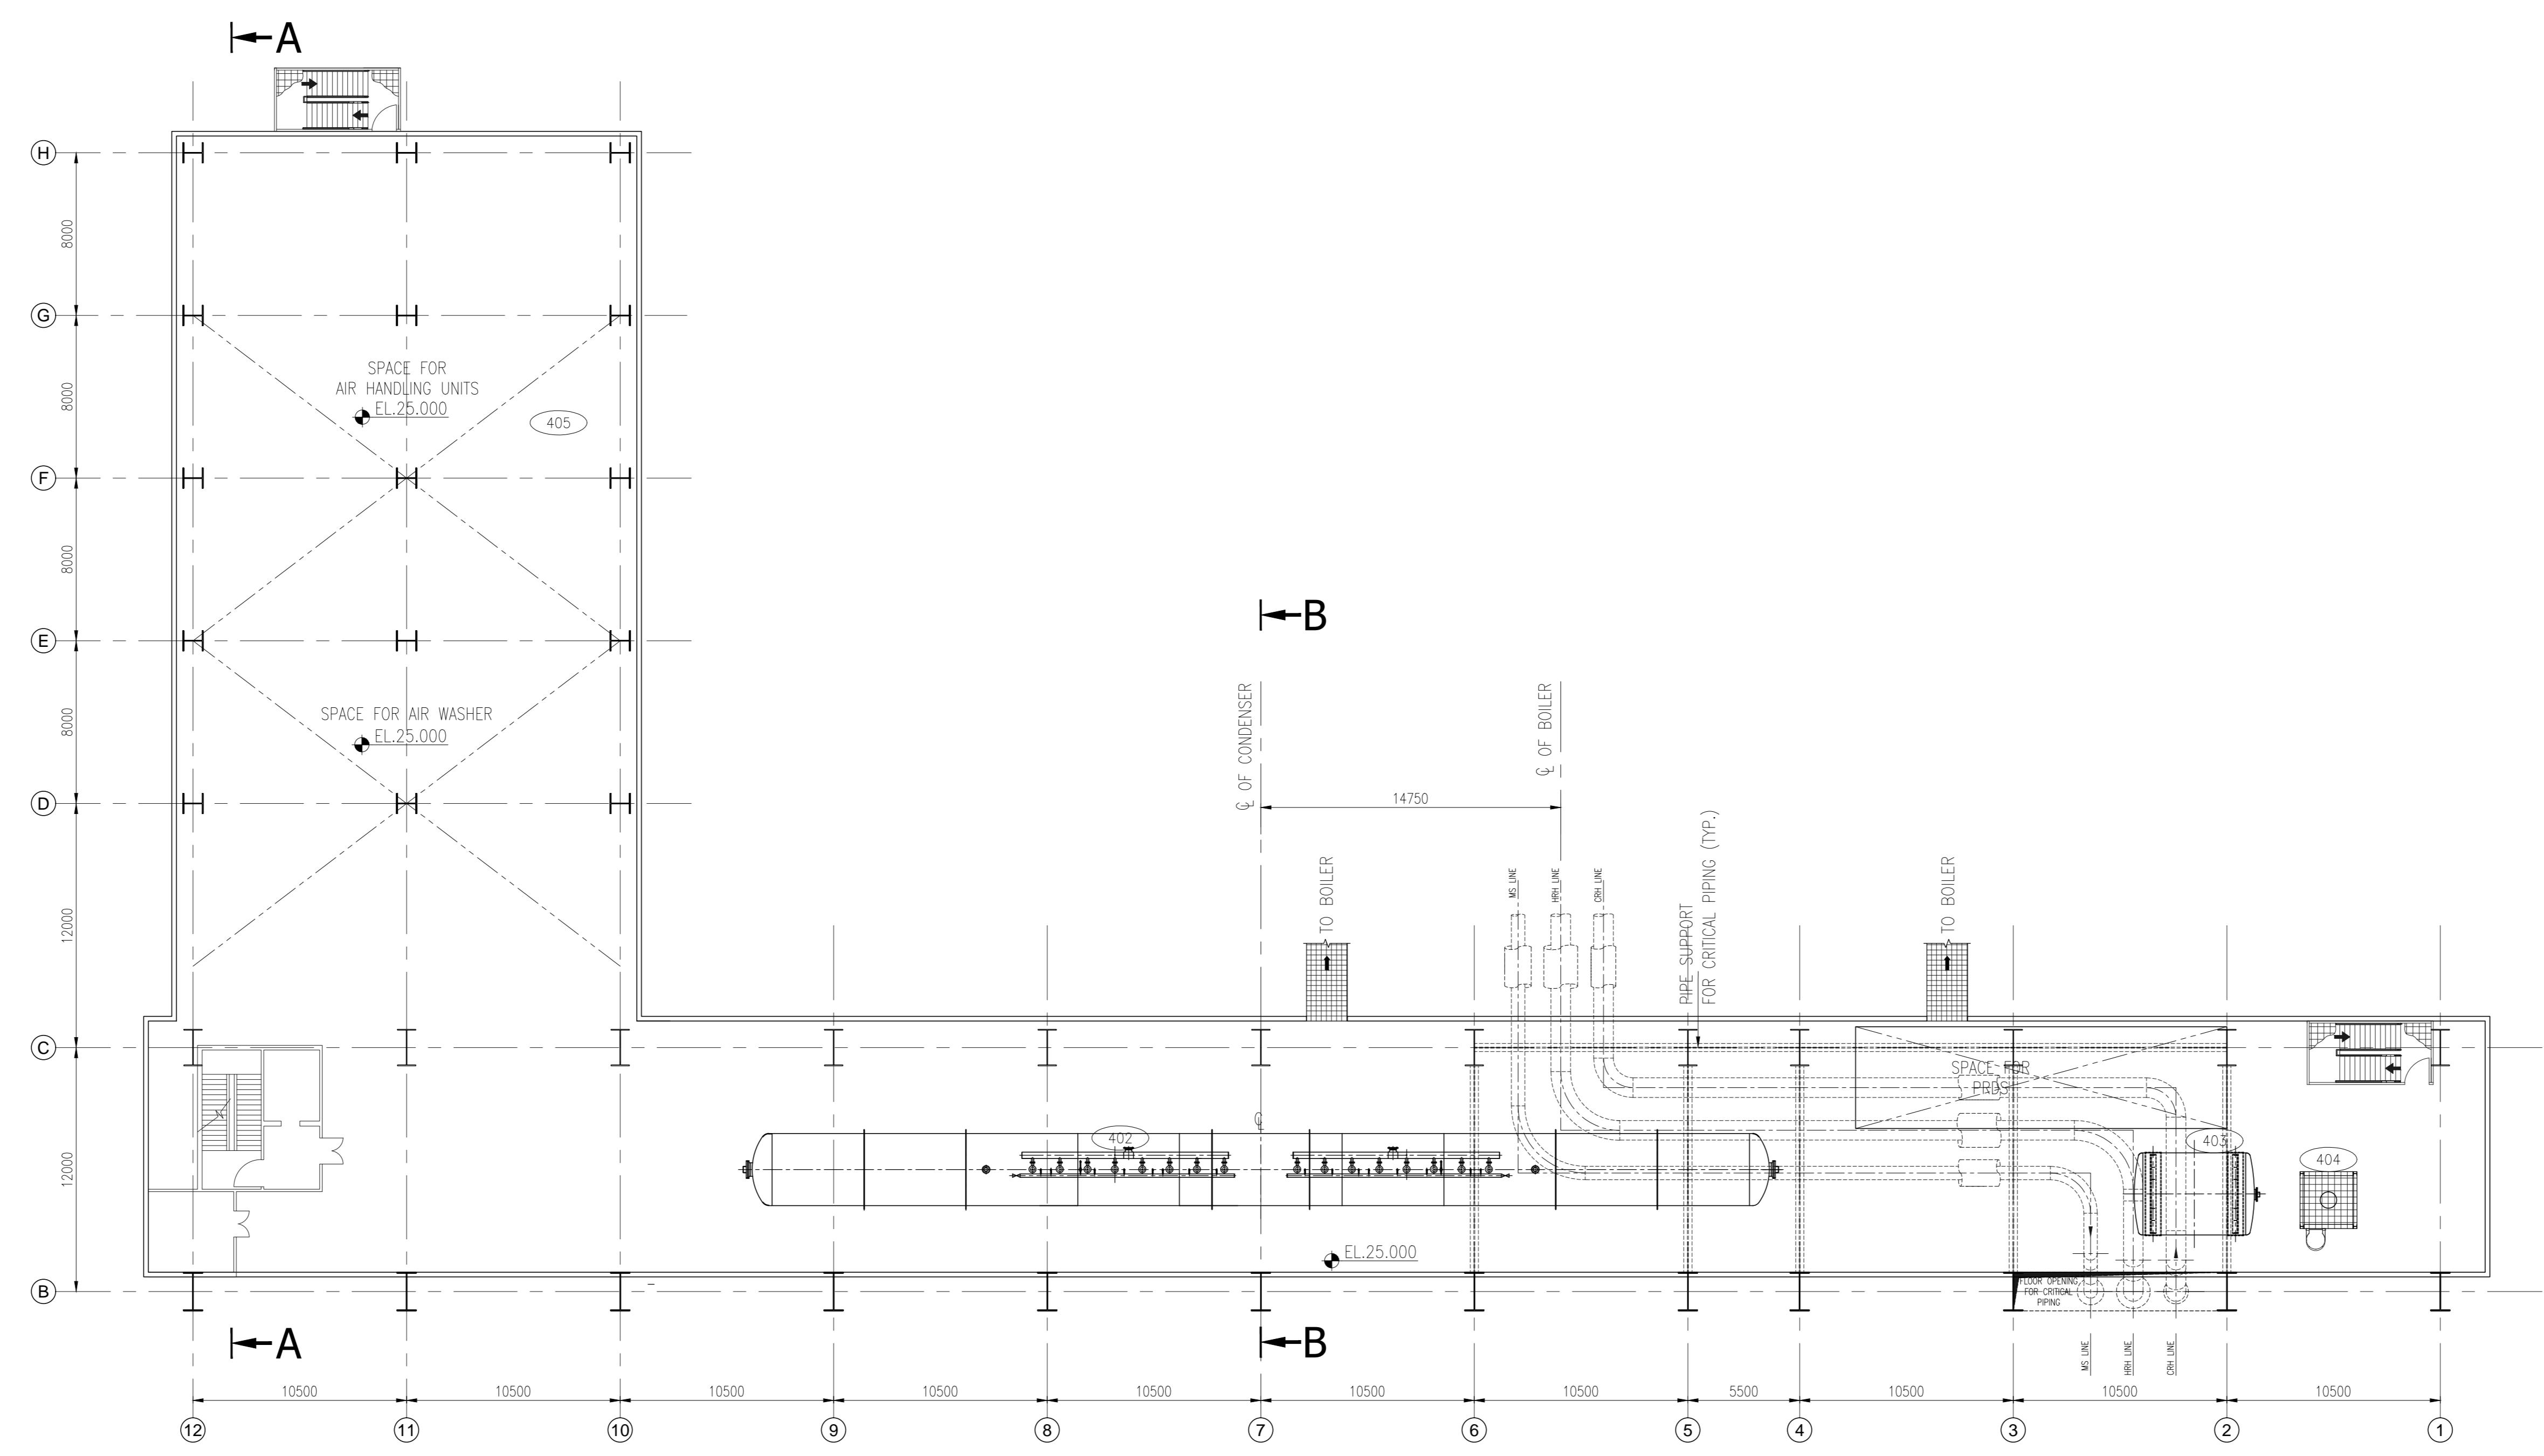 A
H
8000
G
SPACE FOR
AIR HANDLING UNITS
EL.25.000
405
8000
F
8000
E
B
SPACE FOR AIR WASHER
EL.25.000
8000
℄ OF CONDENSER
℄ OF BOILER
D
14750
12000
TO BOILER
MS LINE
HRH LINE
CRH LINE
PIPE SUPPORT
FOR CRITICAL PIPING (TYP.)
TO BOILER
C
SPACE FOR
PRDS
12000
℄
402
403
404
EL.25.000
B
FLOOR OPENING
FOR CRITICAL
PIPING
A
B
MS LINE
HRH LINE
CRH LINE
10500
10500
10500
10500
10500
10500
10500
5500
10500
10500
10500
12
11
10
9
8
7
6
5
4
3
2
1